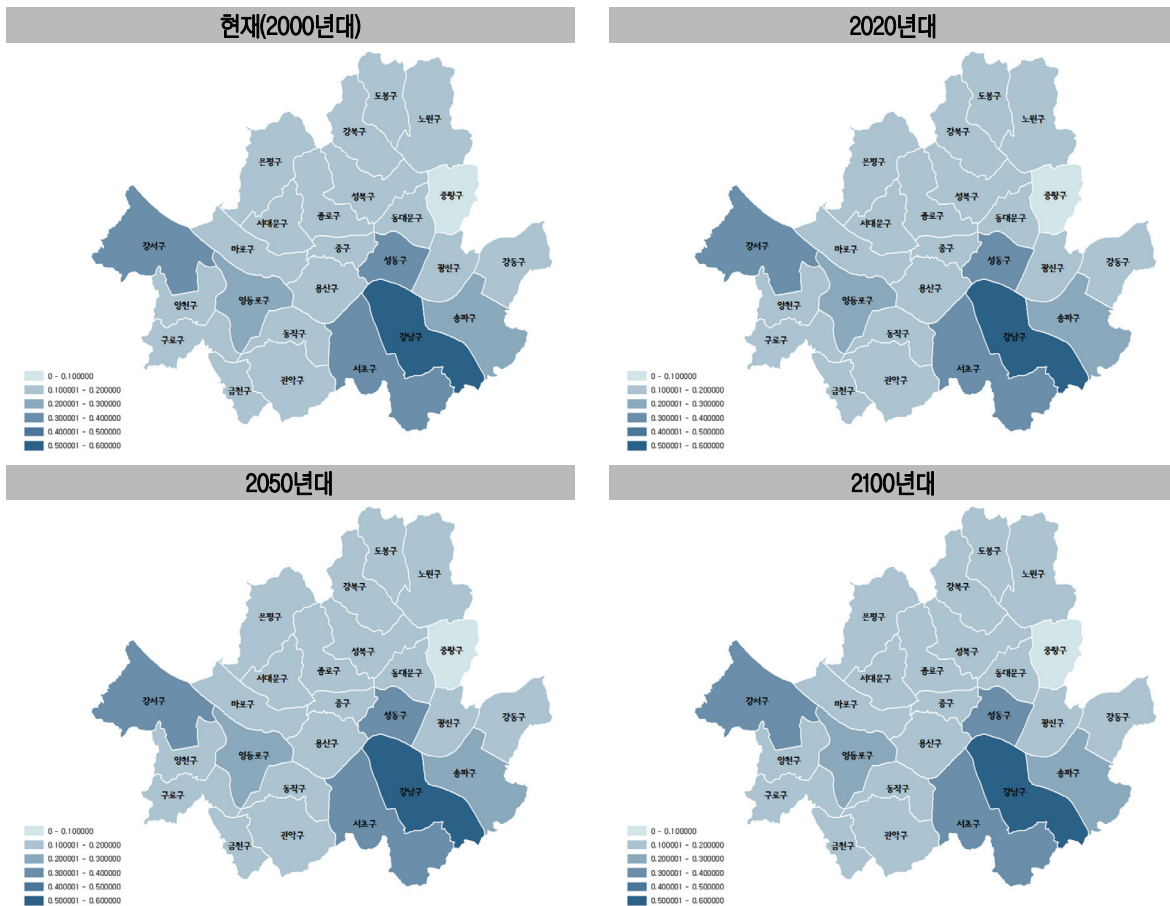 현재(2000년대)
도봉구
노원구
강북구
은평구
중랑구
성북구
종로구
동대문구
서대문구
강서구
마포구
중구
성동구
광진구
강동구
양천구
영등포구
용산구
송파구
구로구
동작구
강남구
서초구
관악구
금천구
0 - 0.100000
0.100001 - 0.200000
0.200001 - 0.300000
0.300001 - 0.400000
0.400001 - 0.500000
0.500001 - 0.600000
2020년대
도봉구
노원구
강북구
은평구
중랑구
성북구
종로구
동대문구
서대문구
강서구
마포구
중구
성동구
광진구
강동구
양천구
영등포구
용산구
송파구
구로구
동작구
강남구
서초구
관악구
금천구
0 - 0.100000
0.100001 - 0.200000
0.200001 - 0.300000
0.300001 - 0.400000
0.400001 - 0.500000
0.500001 - 0.600000
2050년대
도봉구
노원구
강북구
은평구
중랑구
성북구
종로구
동대문구
서대문구
강서구
마포구
중구
성동구
광진구
강동구
양천구
영등포구
용산구
송파구
구로구
동작구
강남구
서초구
관악구
금천구
0 - 0.100000
0.100001 - 0.200000
0.200001 - 0.300000
0.300001 - 0.400000
0.400001 - 0.500000
0.500001 - 0.600000
2100년대
도봉구
노원구
강북구
은평구
중랑구
성북구
종로구
동대문구
서대문구
강서구
마포구
중구
성동구
광진구
강동구
양천구
영등포구
용산구
송파구
구로구
동작구
강남구
서초구
관악구
금천구
0 - 0.100000
0.100001 - 0.200000
0.200001 - 0.300000
0.300001 - 0.400000
0.400001 - 0.500000
0.500001 - 0.600000